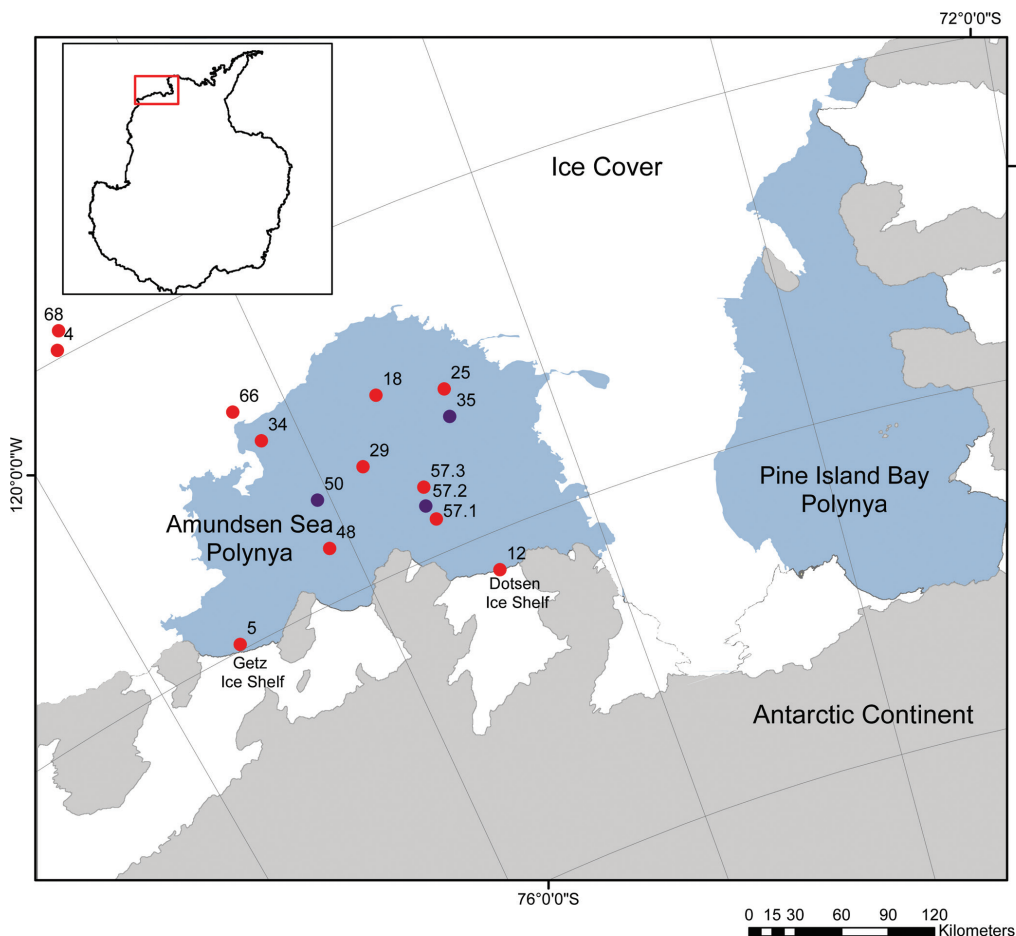 72°0'0"S
Ice Cover
68
4
66
34
18
25
35
29
57.3
57.2
57.1
50
48
Amundsen Sea
Polynya
Pine Island Bay
Polynya
12
Dotsen
Ice Shelf
5
Getz
Ice Shelf
Antarctic Continent
120°0'0"W
76°0'0"S
0 15 30 60 90 120
Kilometers